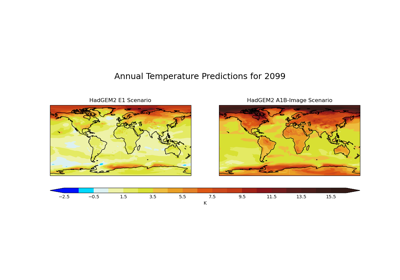 Annual Temperature Predictions for 2099
HadGEM2 E1 Scenario
HadGEM2 A1B-Image Scenario
−2.5 −0.5 1.5 3.5 5.5 7.5 9.5 11.5 13.5 15.5
K